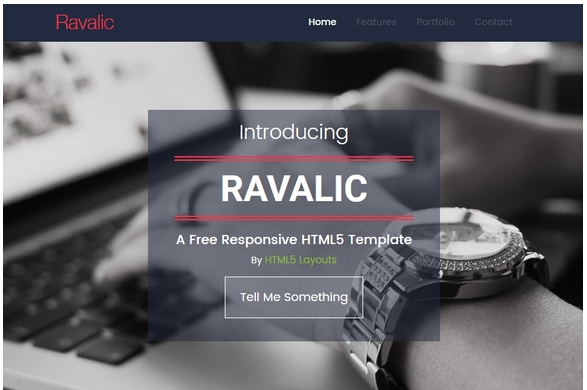 Ravalic
Home Features Portfolio Contact
Introducing
RAVALIC
A Free Responsive HTML5 Template
By HTML5 Layouts
Tell Me Something